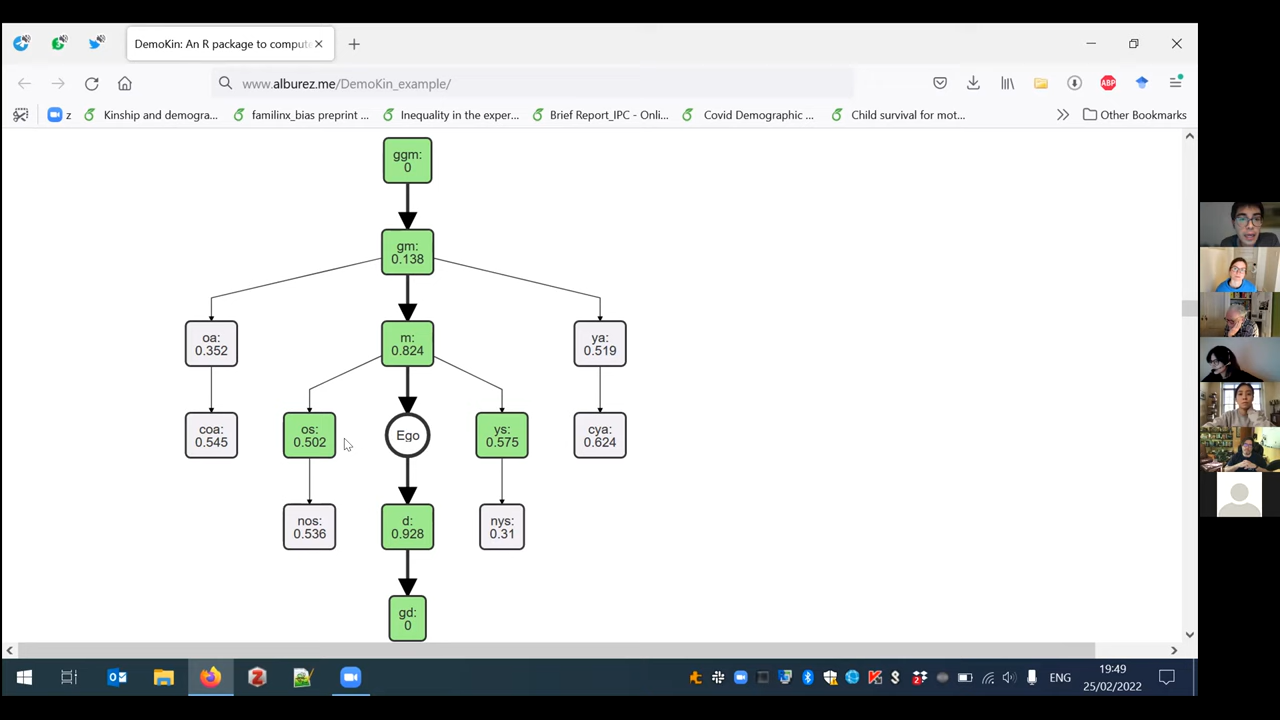 DemoKin: An R package to compute
www.alburez.me/DemoKin_example/
ABP
z
Kinship and demogra...
familinx_bias preprint ...
Inequality in the exper...
Brief Report_IPC - Onli...
Covid Demographic ...
Child survival for mot...
Other Bookmarks
ggm:
0
gm:
0.138
oa:
0.352
m:
0.824
ya:
0.519
coa:
0.545
os:
0.502
Ego
ys:
0.575
cya:
0.624
nos:
0.536
d:
0.928
nys:
0.31
gd:
0
ENG
19:49
25/02/2022